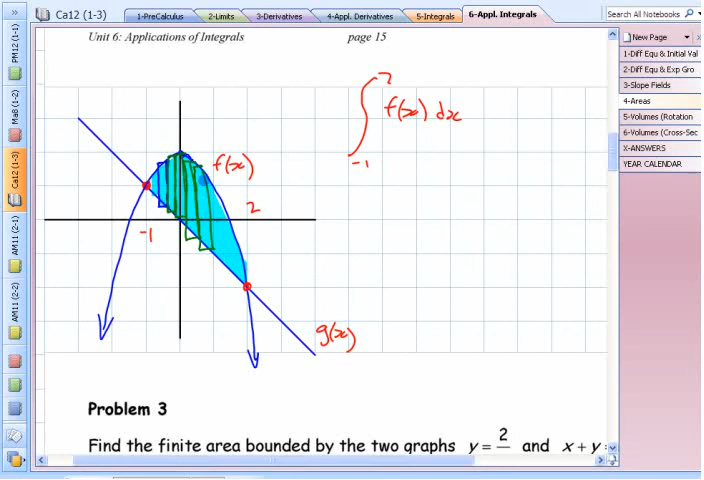 Ca12 (1-3)
1-PreCalculus
2-Limits
3-Derivatives
4-Appl. Derivatives
5-Integrals
6-Appl. Integrals
Search All Notebooks
PM12 (1-1)
Ma8 (1-2)
Ca12 (1-3)
AM11 (2-1)
AM11 (2-2)
New Page
1-Diff Equ & Initial Val
2-Diff Equ & Exp Gro
3-Slope Fields
4-Areas
5-Volumes (Rotation
6-Volumes (Cross-Sec
X-ANSWERS
YEAR CALENDAR
Unit 6: Applications of Integrals page 15
∫ f(x) dx
-1
f(x)
2
-1
g(x)
Problem 3
Find the finite area bounded by the two graphs y = 2 and x + y